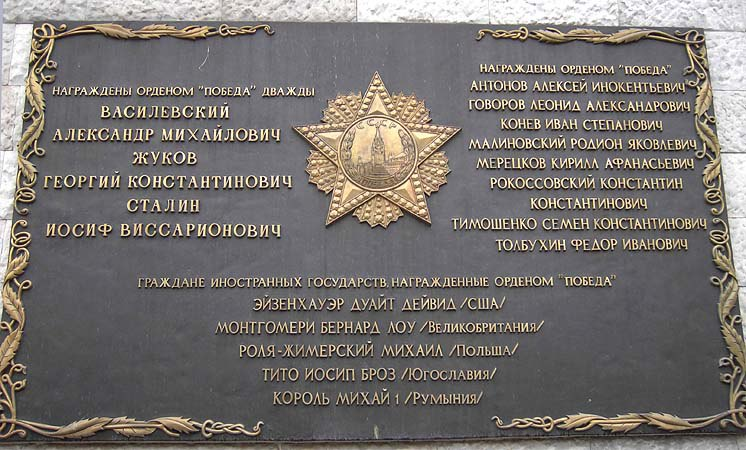 НАГРАЖДЕНЫ ОРДЕНОМ "ПОБЕДА" ДВАЖДЫ
ВАСИЛЕВСКИЙ
АЛЕКСАНДР МИХАЙЛОВИЧ
ЖУКОВ
ГЕОРГИЙ КОНСТАНТИНОВИЧ
СТАЛИН
ИОСИФ ВИССАРИОНОВИЧ
СССР
НАГРАЖДЕНЫ ОРДЕНОМ "ПОБЕДА"
АНТОНОВ АЛЕКСЕЙ ИНОКЕНТЬЕВИЧ
ГОВОРОВ ЛЕОНИД АЛЕКСАНДРОВИЧ
КОНЕВ ИВАН СТЕПАНОВИЧ
МАЛИНОВСКИЙ РОДИОН ЯКОВЛЕВИЧ
МЕРЕЦКОВ КИРИЛЛ АФАНАСЬЕВИЧ
РОКОССОВСКИЙ КОНСТАНТИН
КОНСТАНТИНОВИЧ
ТИМОШЕНКО СЕМЕН КОНСТАНТИНОВИЧ
ТОЛБУХИН ФЕДОР ИВАНОВИЧ
ГРАЖДАНЕ ИНОСТРАННЫХ ГОСУДАРСТВ, НАГРАЖДЕННЫЕ ОРДЕНОМ "ПОБЕДА"
ЭЙЗЕНХАУЭР ДУАЙТ ДЕЙВИД /США/
МОНТГОМЕРИ БЕРНАРД ЛОУ /ВЕЛИКОБРИТАНИЯ/
РОЛЯ-ЖИМЕРСКИЙ МИХАИЛ /ПОЛЬША/
ТИТО ИОСИП БРОЗ /ЮГОСЛАВИЯ/
КОРОЛЬ МИХАЙ 1 /РУМЫНИЯ/